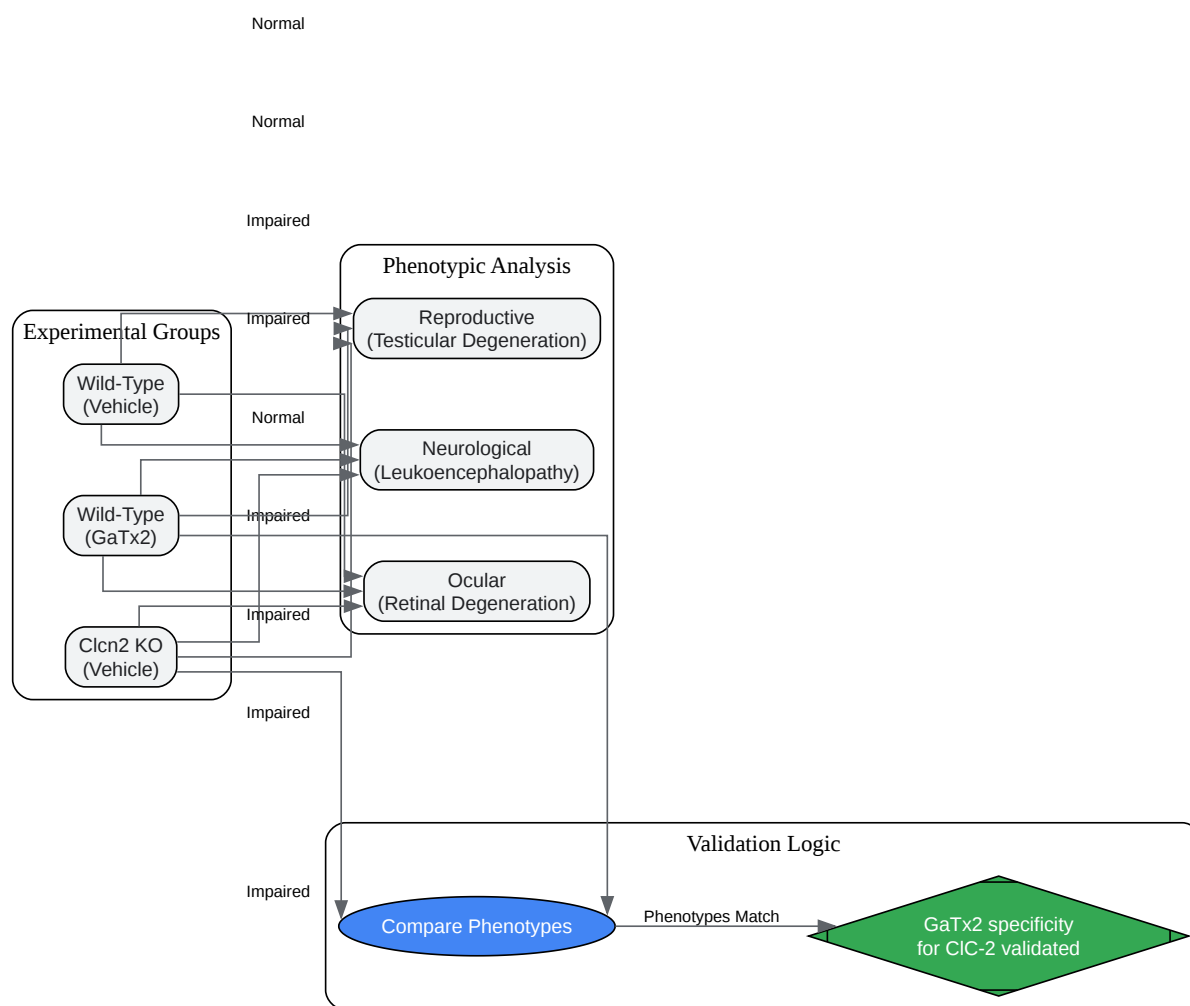 Normal
Normal
Impaired
Phenotypic Analysis
Reproductive
(Testicular Degeneration)
Impaired
Experimental Groups
Wild-Type
(Vehicle)
Normal
Neurological
(Leukoencephalopathy)
Wild-Type
(GaTx2)
Impaired
Ocular
(Retinal Degeneration)
Impaired
Clcn2 KO
(Vehicle)
Impaired
Validation Logic
Impaired
Compare Phenotypes
Phenotypes Match
GaTx2 specificity
for ClC-2 validated